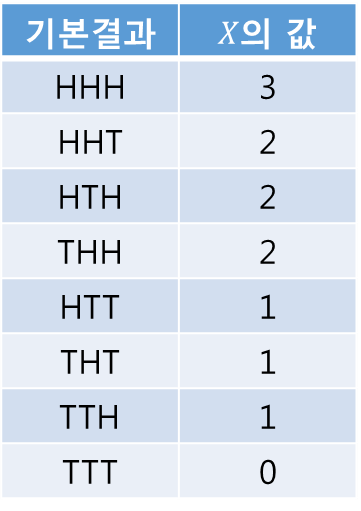 기본결과 X의 값
HHH 3
HHT 2
HTH 2
THH 2
HTT 1
THT 1
TTH 1
TTT 0